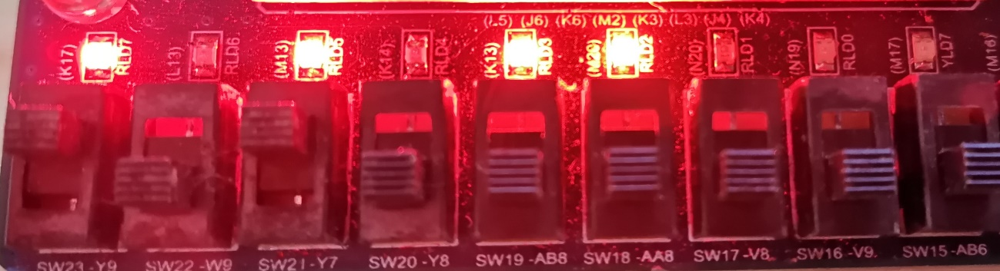 (L5) (J6) (K6) (M2) (K3) (L3) (J4) (K4)
(K17) RLD7 (L13) RLD6 (M13) RLD5 (K14) RLD4 (K13) RLD3 (M20) RLD2 (N20) RLD1 (N19) RLD0 (M17) YLD7 (M16)
SW23 -Y9 SW22 -W9 SW21 -Y7 SW20 -Y8 SW19 -AB8 SW18 -AA8 SW17 -V8 SW16 -V9 SW15 -AB6